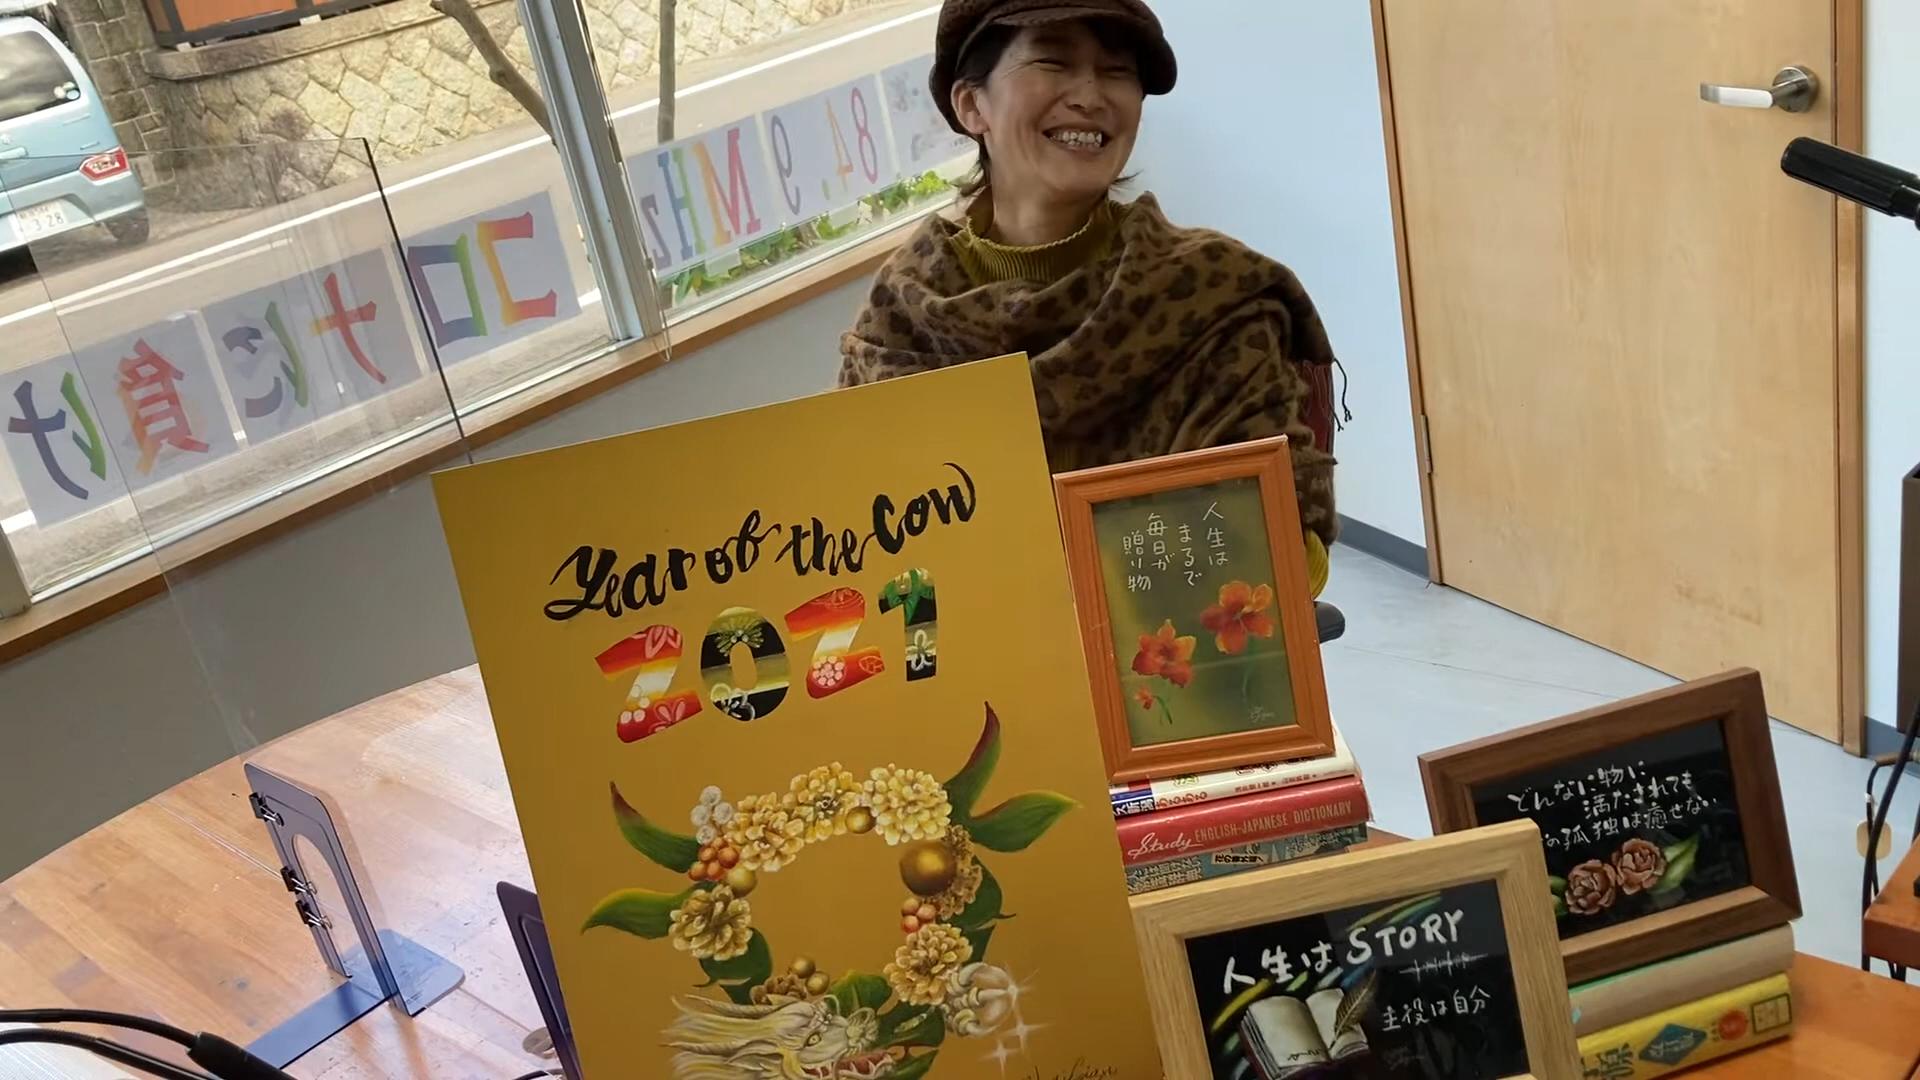 コロナに負け
84.9MHz
3 28
Year of the Cow
2021
人生は
まるで
毎日が
贈り物
Study ENGLISH-JAPANESE DICTIONARY
どんなに物に
満たされても
の孤独は癒せない
人生はSTORY
主役は自分